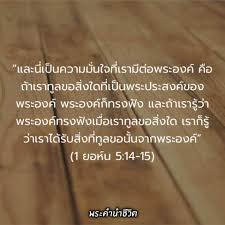 "และนี่เป็นความมั่นใจที่เรามีต่อพระองค์ คือ
ถ้าเราทูลขอสิ่งใดที่เป็นพระประสงค์ของ
พระองค์ พระองค์ก็ทรงฟัง และถ้าเรารู้ว่า
พระองค์ทรงฟังเมื่อเราทูลขอสิ่งใด เราก็รู้
ว่าเราได้รับสิ่งที่ทูลขอนั้นจากพระองค์"
(1 ยอห์น 5:14-15)
พระคำนำชีวิต